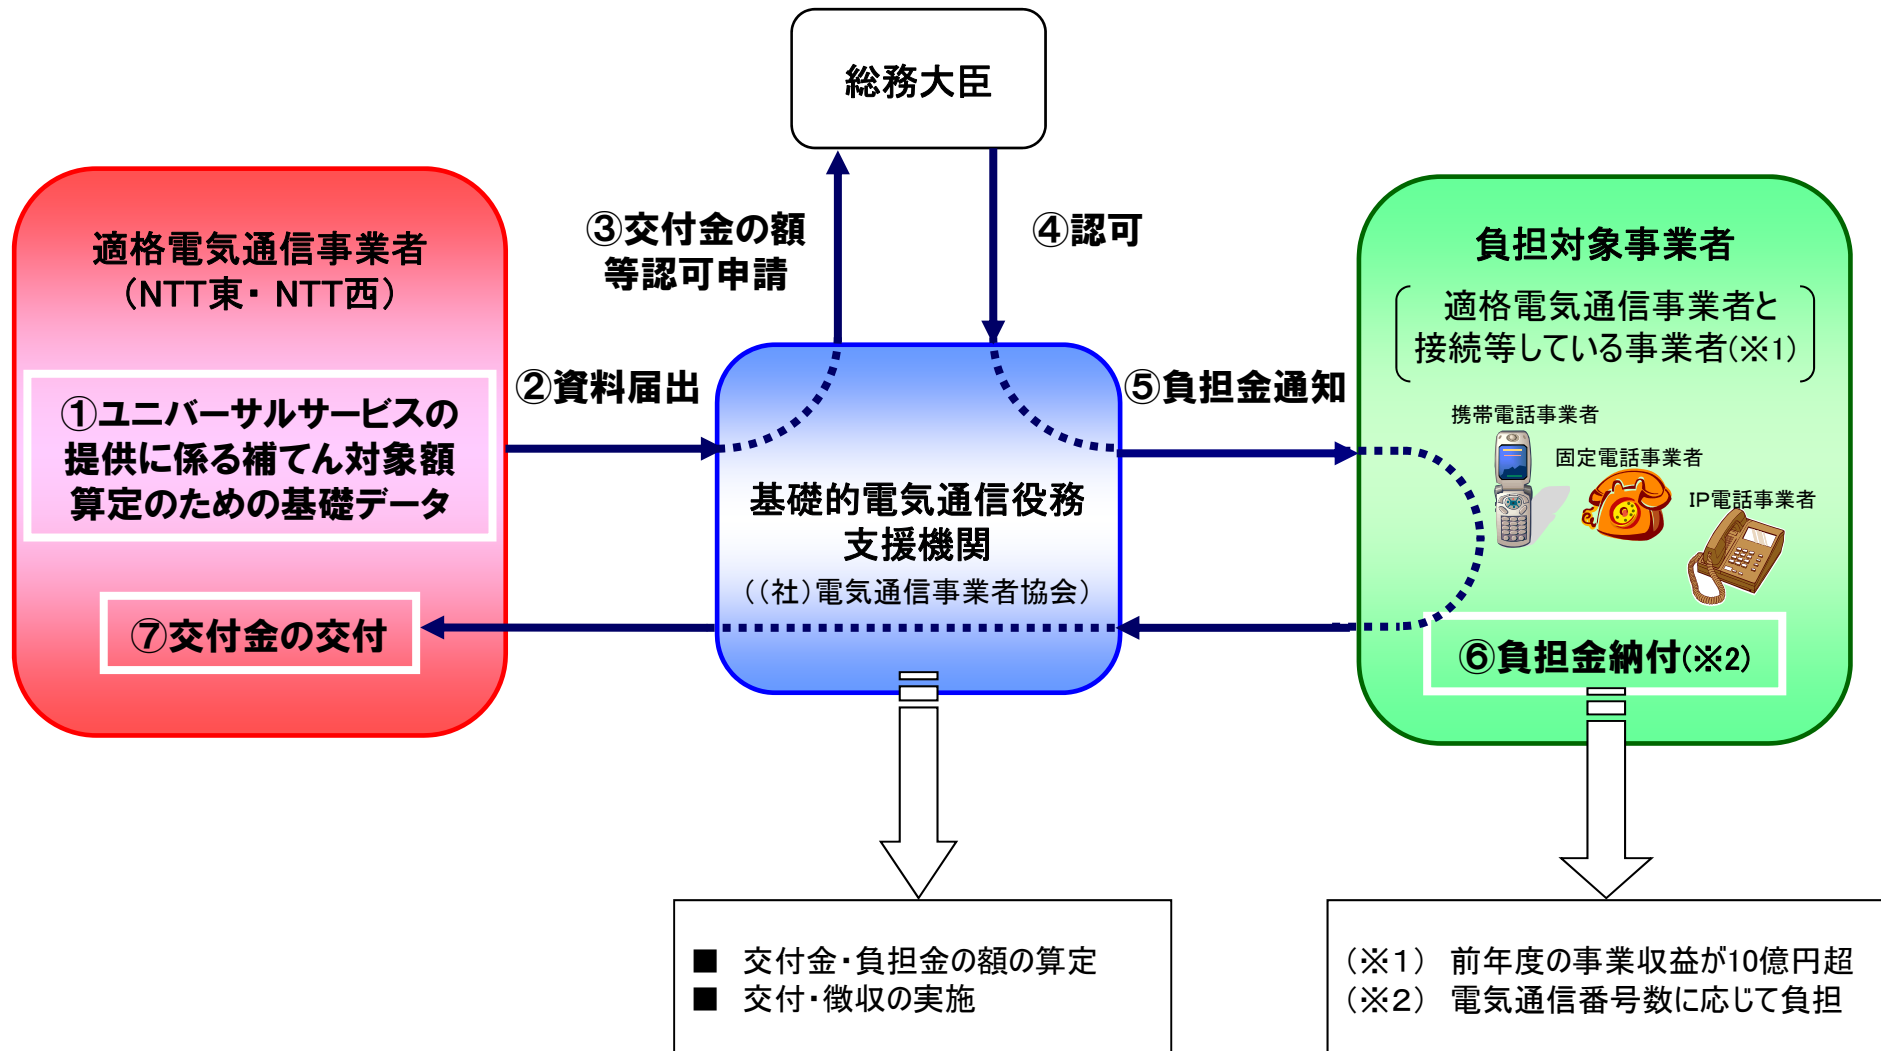 総務大臣
適格電気通信事業者
（NTT東・ NTT西）
①ユニバーサルサービスの
提供に係る補てん対象額
算定のための基礎データ
⑦交付金の交付
②資料届出
③交付金の額
等認可申請
④認可
基礎的電気通信役務
支援機関
（（社）電気通信事業者協会）
⑤負担金通知
負担対象事業者
適格電気通信事業者と
接続等している事業者(※1)
携帯電話事業者
固定電話事業者
IP電話事業者
⑥負担金納付(※2)
■ 交付金・負担金の額の算定
■ 交付・徴収の実施
（※１） 前年度の事業収益が10億円超
（※２） 電気通信番号数に応じて負担